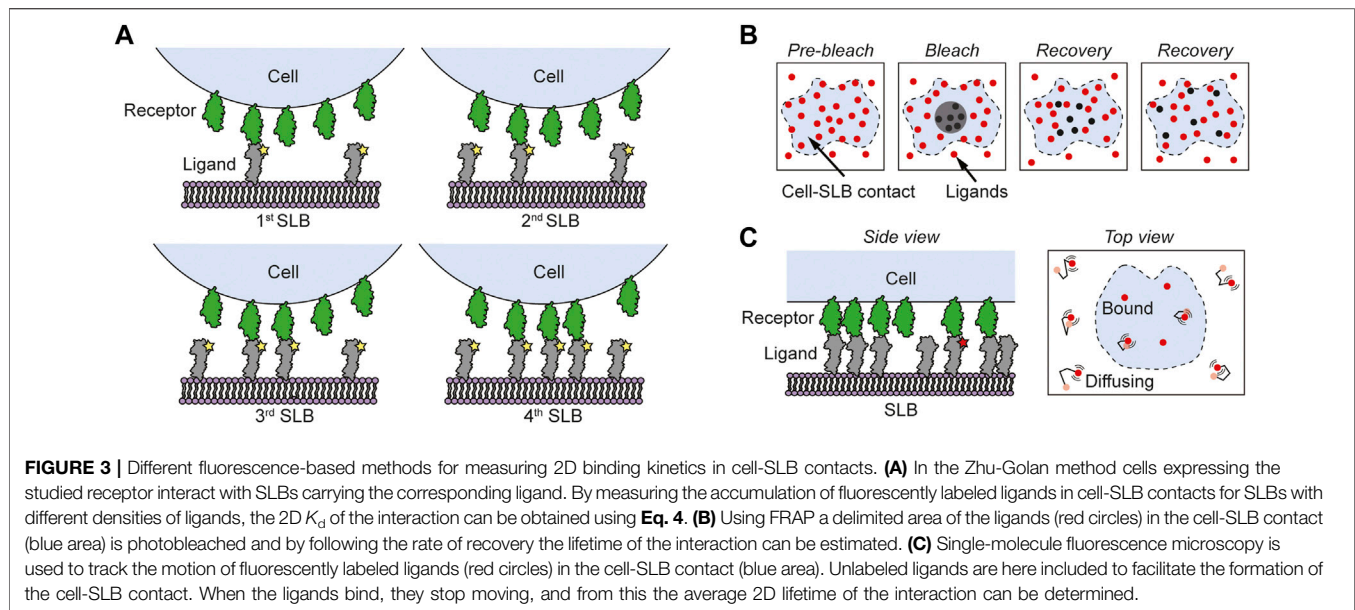 A
Cell
Receptor
Ligand
1st SLB
Cell
2nd SLB
Cell
3rd SLB
Cell
4th SLB
B
Pre-bleach
Bleach
Recovery
Recovery
Cell-SLB contact
Ligands
C
Side view
Cell
Receptor
Ligand
SLB
Top view
Bound
Diffusing
FIGURE 3 | Different fluorescence-based methods for measuring 2D binding kinetics in cell-SLB contacts. (A) In the Zhu-Golan method cells expressing the
studied receptor interact with SLBs carrying the corresponding ligand. By measuring the accumulation of fluorescently labeled ligands in cell-SLB contacts for SLBs with
different densities of ligands, the 2D Kd of the interaction can be obtained using Eq. 4. (B) Using FRAP a delimited area of the ligands (red circles) in the cell-SLB contact
(blue area) is photobleached and by following the rate of recovery the lifetime of the interaction can be estimated. (C) Single-molecule fluorescence microscopy is
used to track the motion of fluorescently labeled ligands (red circles) in the cell-SLB contact (blue area). Unlabeled ligands are here included to facilitate the formation of
the cell-SLB contact. When the ligands bind, they stop moving, and from this the average 2D lifetime of the interaction can be determined.